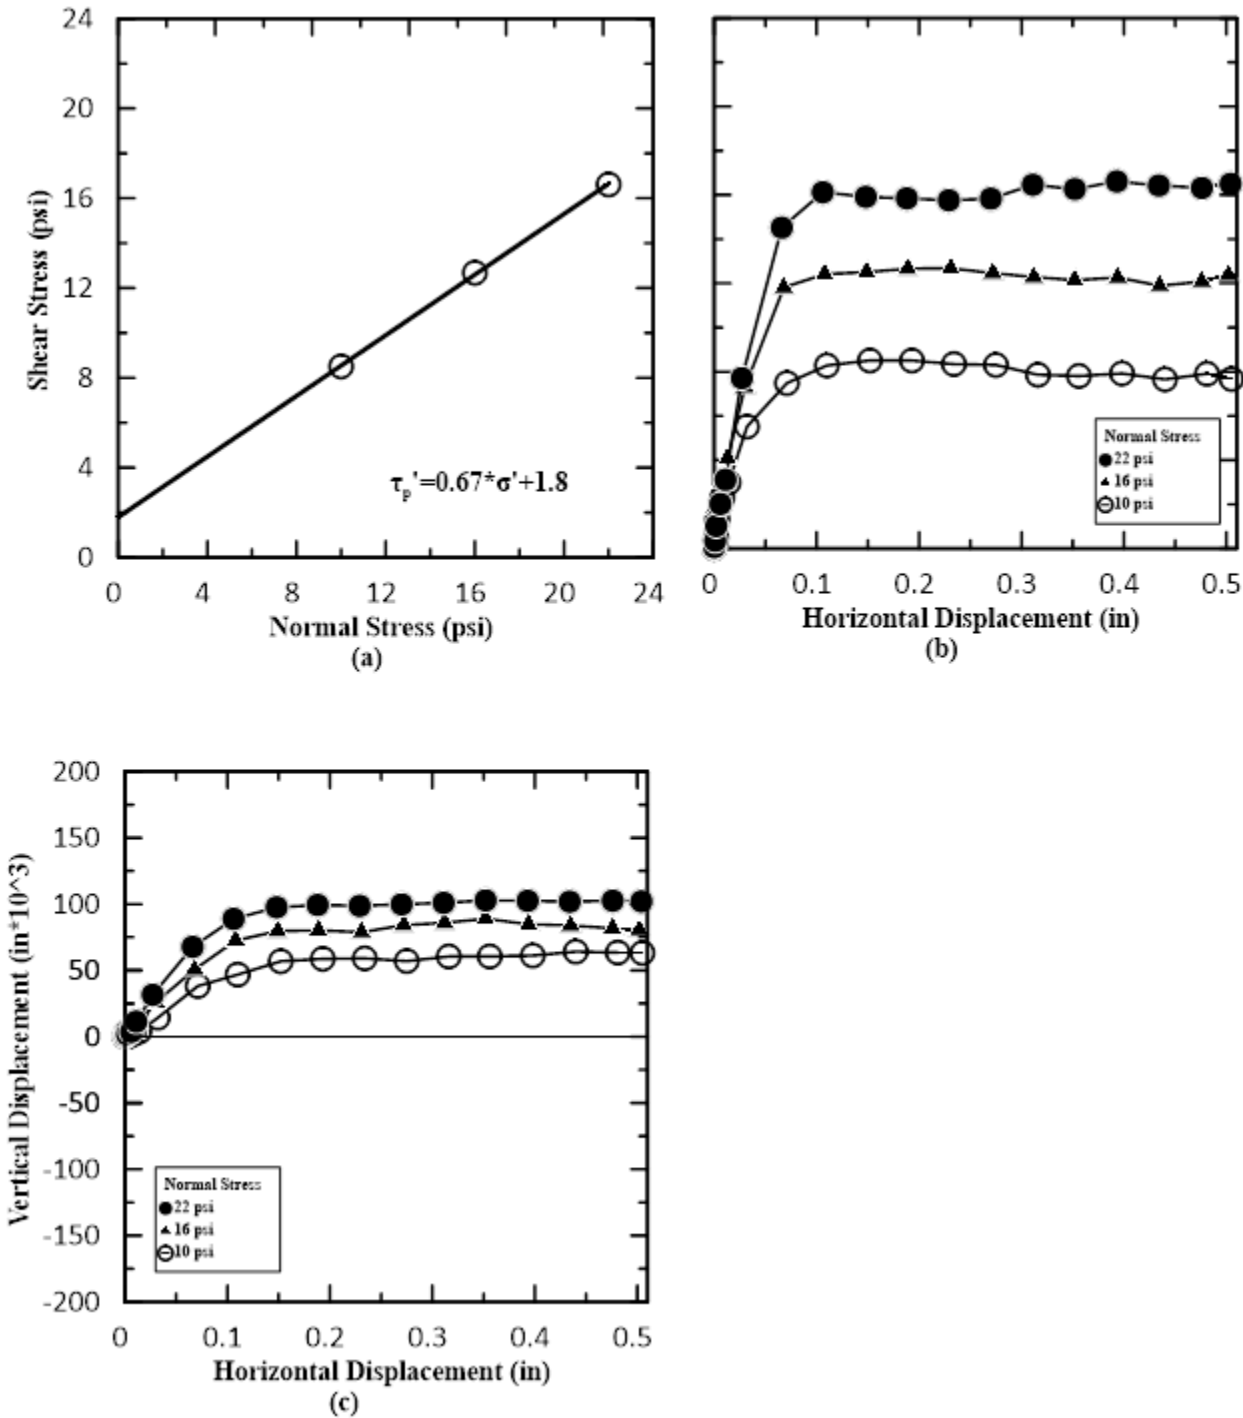 24
20
16
12
8
4
0
Shear Stress (psi)
τp'=0.67*σ'+1.8
0 4 8 12 16 20 24
Normal Stress (psi)
(a)
Normal Stress
22 psi
16 psi
10 psi
0 0.1 0.2 0.3 0.4 0.5
Horizontal Displacement (in)
(b)
200
150
100
50
0
-50
-100
-150
-200
Vertical Displacement (in*10^3)
Normal Stress
22 psi
16 psi
10 psi
0 0.1 0.2 0.3 0.4 0.5
Horizontal Displacement (in)
(c)